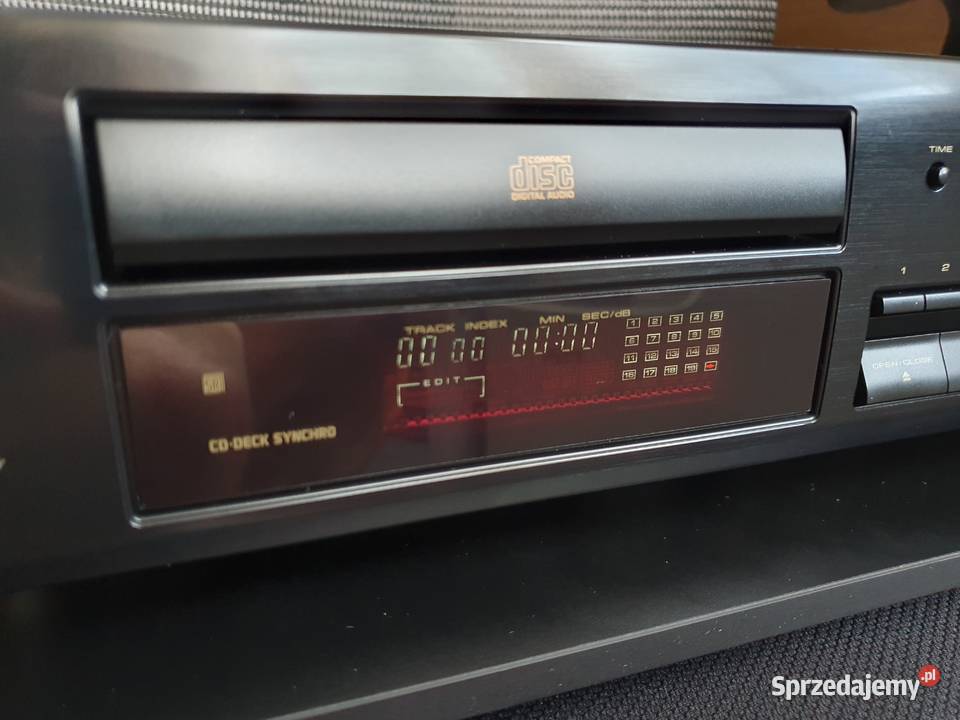 COMPACT
disc
DIGITAL AUDIO
TIME
1 2
TRACK INDEX MIN SEC/dB
00 00 00:00
1 2 3 4 5
6 7 8 9 10
11 12 13 14 15
16 17 18 19
EDIT
OPEN/CLOSE
CD·DECK SYNCHRO
Sprzedajemy.pl